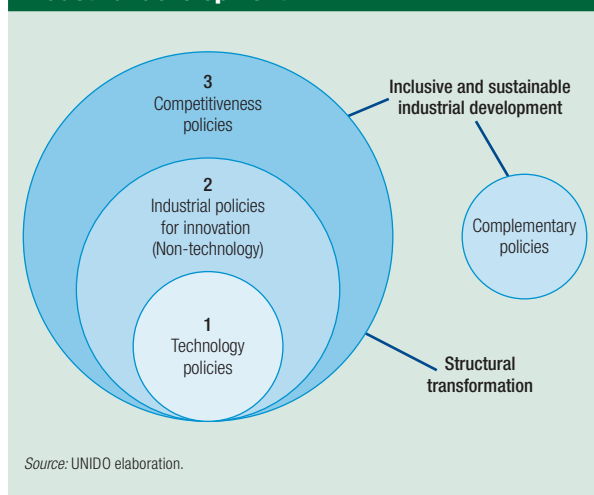 3
Competitiveness
policies
Inclusive and sustainable
industrial development
2
Industrial policies
for innovation
(Non-technology)
Complementary
policies
1
Technology
policies
Structural
transformation
Source: UNIDO elaboration.